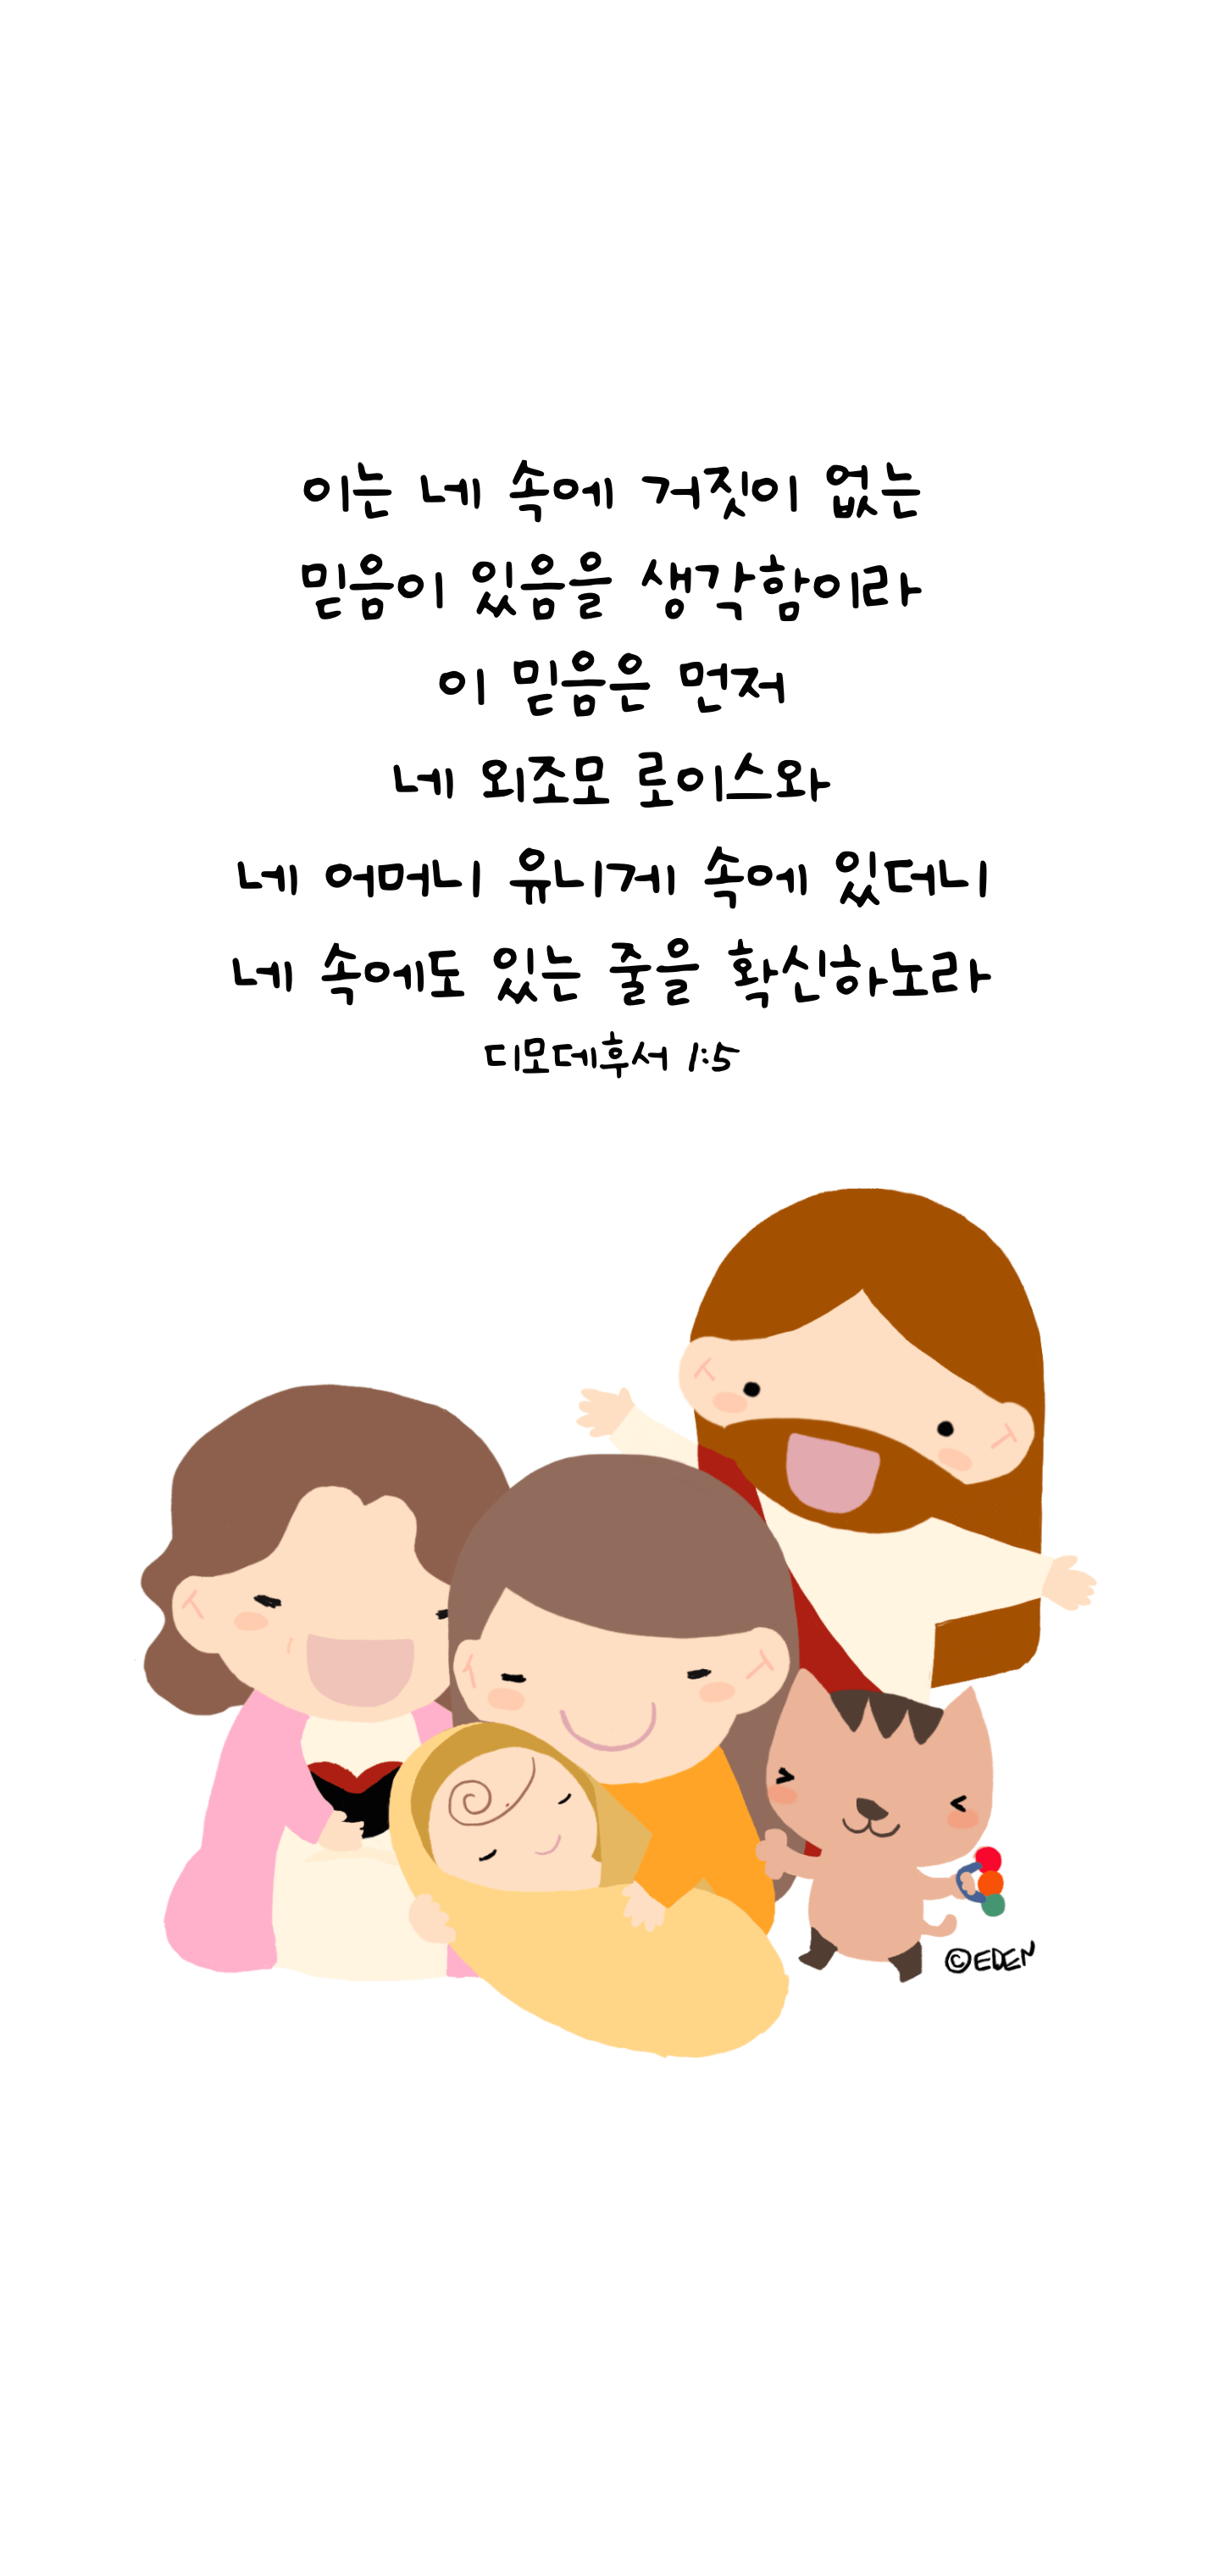 이는 네 속에 거짓이 없는
믿음이 있음을 생각함이라
이 믿음은 먼저
네 외조모 로이스와
네 어머니 유니게 속에 있더니
네 속에도 있는 줄을 확신하노라
디모데후서 1:5
©EDEN